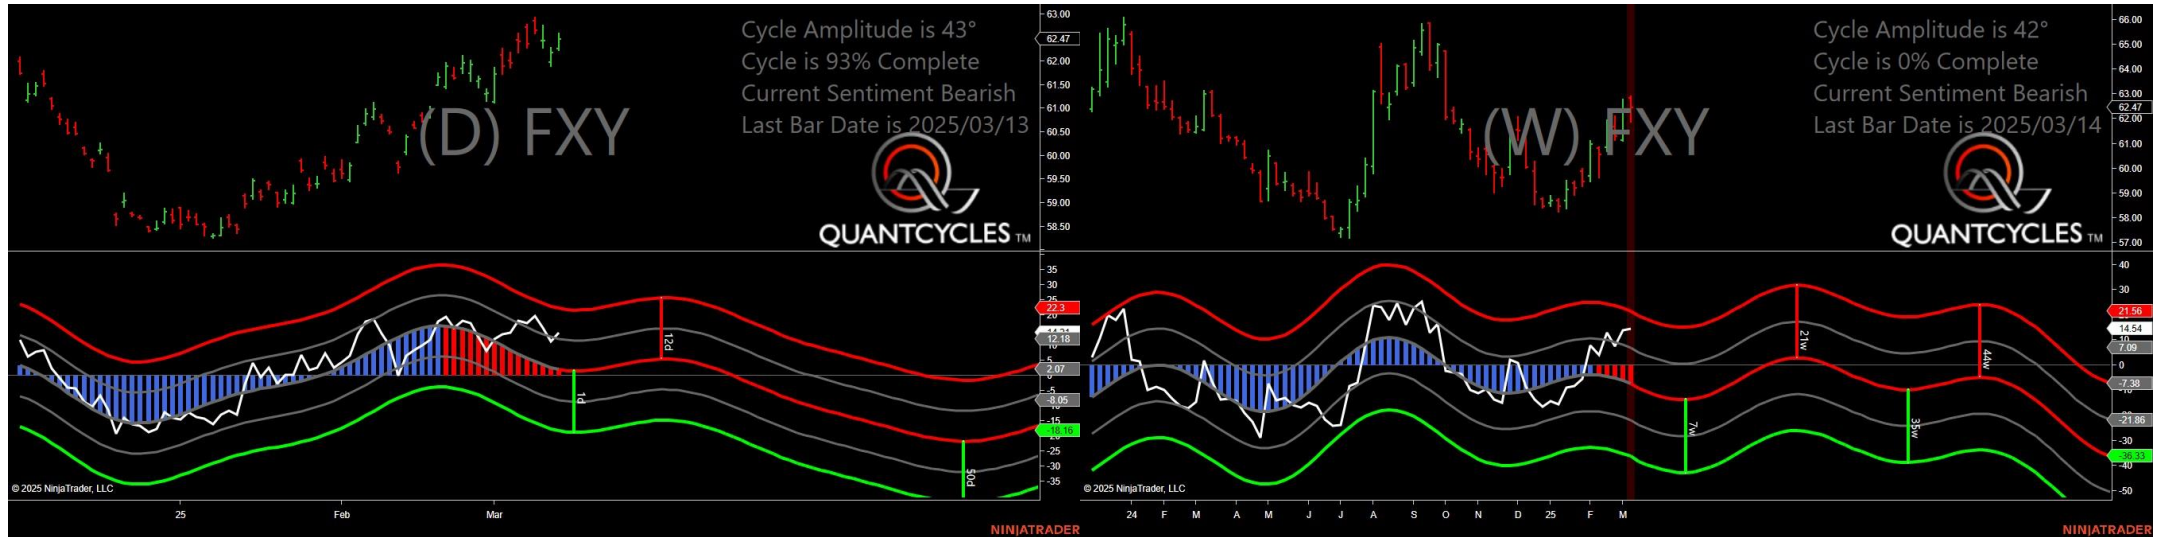 Cycle Amplitude is 43°
Cycle is 93% Complete
Current Sentiment Bearish
Last Bar Date is 2025/03/13
(D) FXY
QUANTCYCLES TM
63.00
62.47
62.00
61.50
61.00
60.50
60.00
59.50
59.00
58.50
35
30
25
22.3
20
12.18
5
2.07
-5
-8.05
-15
-18.16
-25
-30
-35
12d
1d
50d
© 2025 NinjaTrader, LLC
25
Feb
Mar
NINJATRADER
Cycle Amplitude is 42°
Cycle is 0% Complete
Current Sentiment Bearish
Last Bar Date is 2025/03/14
(W) FXY
QUANTCYCLES TM
66.00
65.00
64.00
63.00
62.47
62.00
61.00
60.00
59.00
58.00
57.00
40
30
21.56
14.54
10
7.09
0
-7.38
-21.86
-30
-36.33
-40
-50
21w
44w
7w
35w
© 2025 NinjaTrader, LLC
24
F
M
A
M
J
J
A
S
O
N
D
25
F
M
NINJATRADER